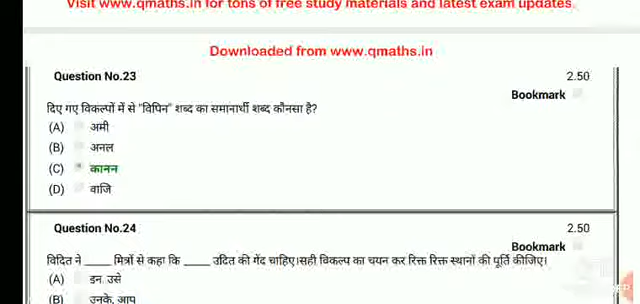 Visit www.qmaths.in for tons of free study materials and latest exam updates.
Downloaded from www.qmaths.in
Question No.23 2.50
Bookmark
दिए गए विकल्पों में से "विपिन" शब्द का समानार्थी शब्द कौनसा है?
(A) अमी
(B) अनल
(C) कानन
(D) वाजि
Question No.24 2.50
Bookmark
विदित ने _____ मित्रों से कहा कि _____ उदित की गेंद चाहिए।सही विकल्प का चयन कर रिक्त रिक्त स्थानों की पूर्ति कीजिए।
(A) इन, उसे
(B) उनके, आप